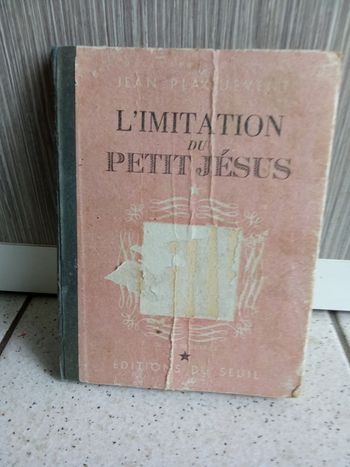 JEAN PLAQUEVENT
L'IMITATION
DU
PETIT JÉSUS
EDITIONS DU SEUIL